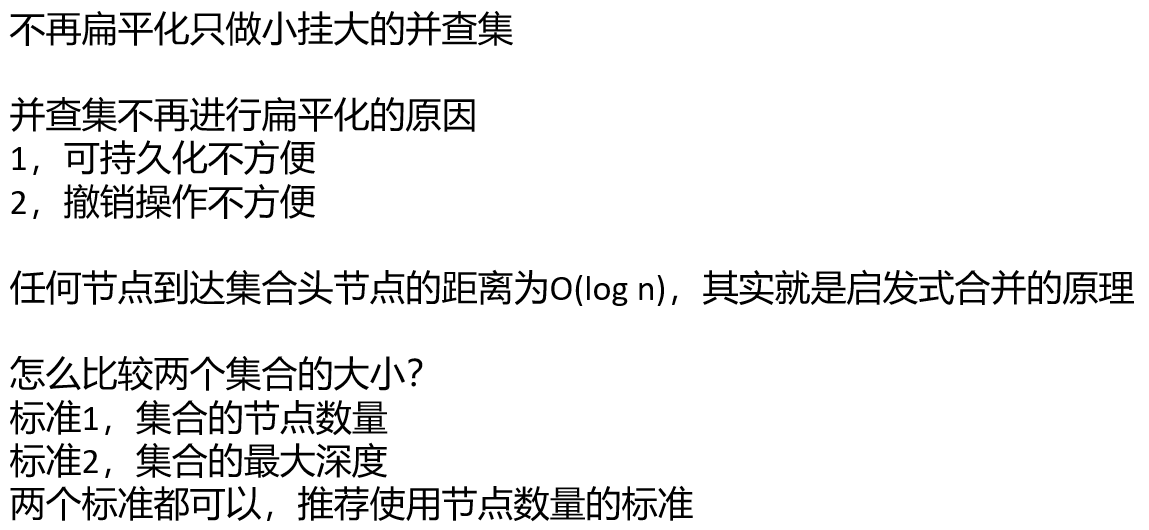 不再扁平化只做小挂大的并查集
并查集不再进行扁平化的原因
1，可持久化不方便
2，撤销操作不方便
任何节点到达集合头节点的距离为O(log n)，其实就是启发式合并的原理
怎么比较两个集合的大小？
标准1，集合的节点数量
标准2，集合的最大深度
两个标准都可以，推荐使用节点数量的标准